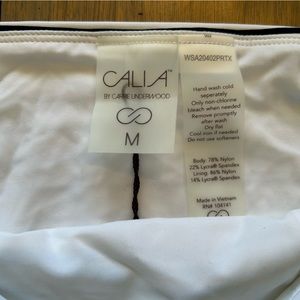 CALIA™
BY CARRIE UNDERWOOD
M
WSA20402PRTX
Hand wash cold
seperately
Only non-chlorine
bleach when needed
Remove promptly
after wash
Dry flat
Cool iron if needed
Do not use softeners
Body: 78% Nylon
22% Lycra® Spandex
Lining: 86% Nylon
14% Lycra® Spandex
Made in Vietnam
RN# 104141